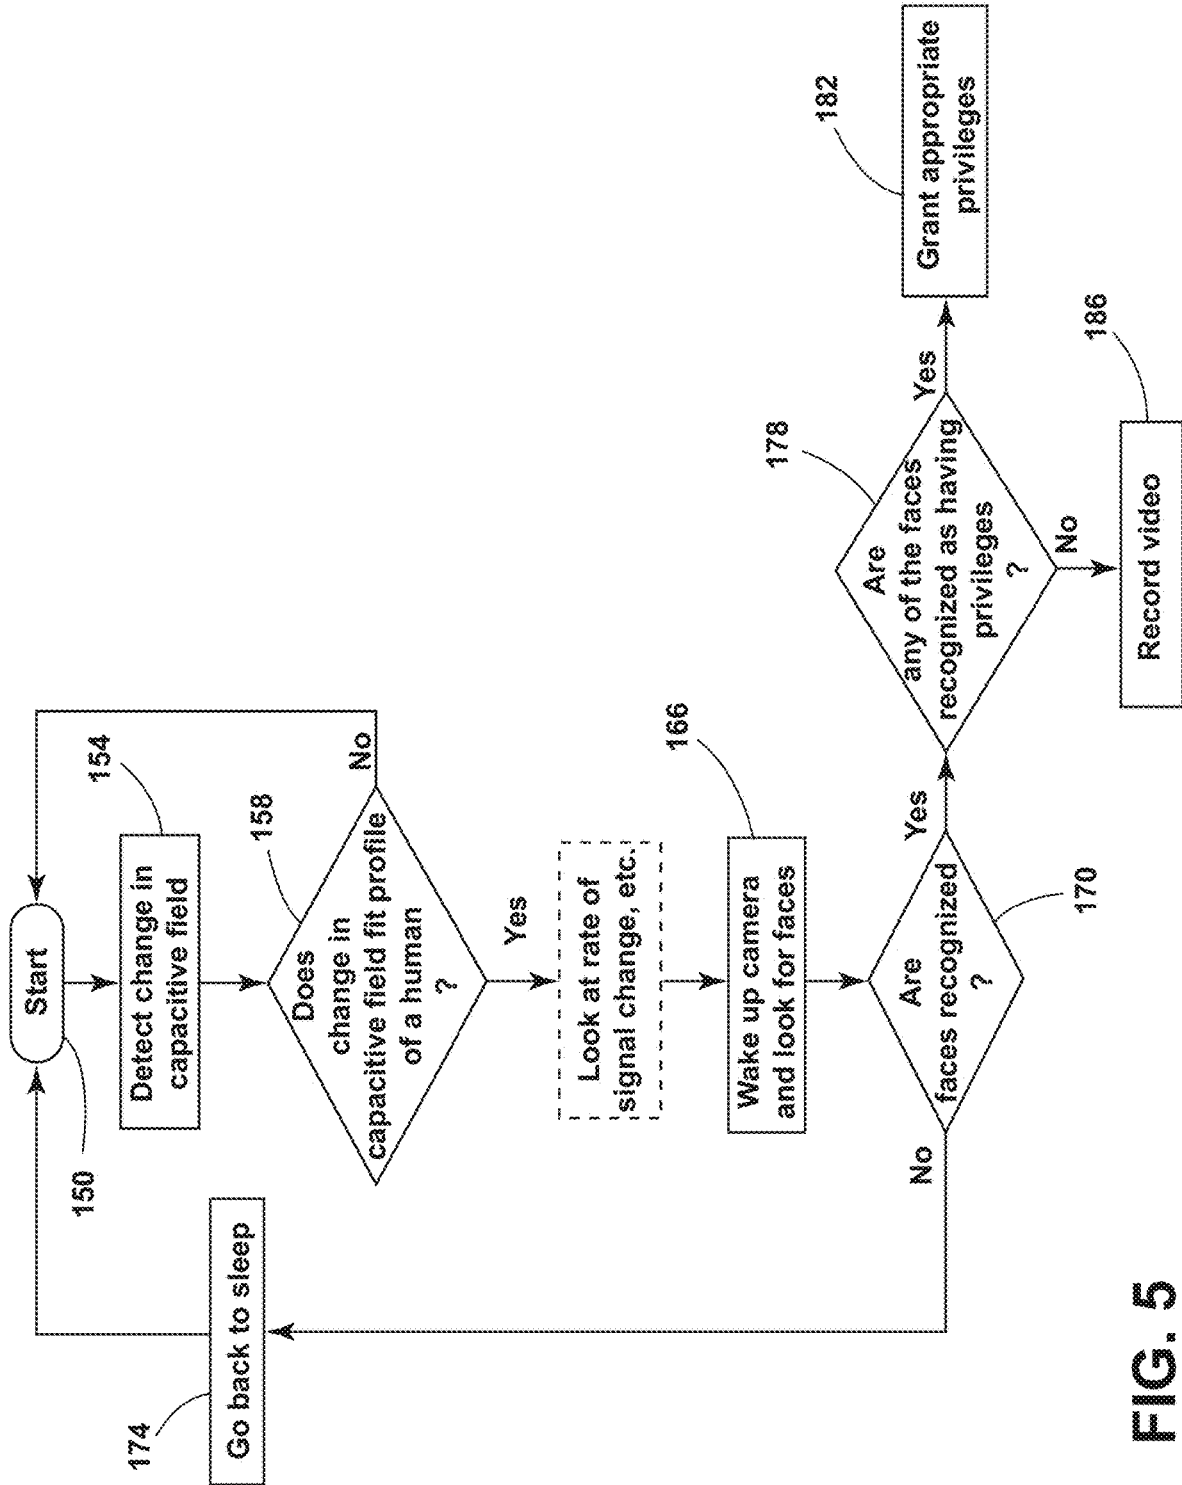 Start
150
Detect change in
capacitive field
154
Does
change in
capacitive field fit profile
of a human
?
158
No
Yes
Look at rate of
signal change, etc.
Wake up camera
and look for faces
166
Are
faces recognized
?
170
No
Go back to sleep
174
Yes
Are
any of the faces
recognized as having
privileges
?
178
Yes
Grant appropriate
privileges
182
No
Record video
186
FIG. 5